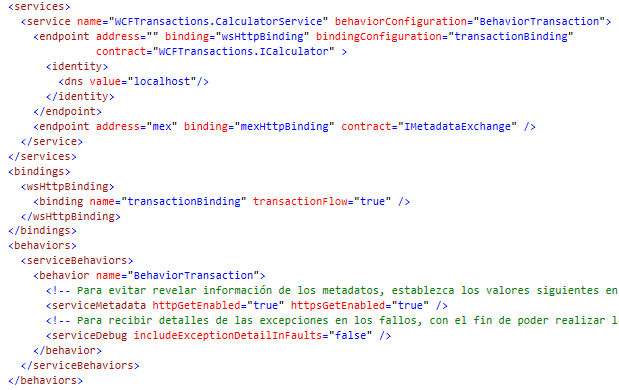 <services>
<service name="WCFTransactions.CalculatorService" behaviorConfiguration="BehaviorTransaction">
<endpoint address="" binding="wsHttpBinding" bindingConfiguration="transactionBinding"
contract="WCFTransactions.ICalculator" >
<identity>
<dns value="localhost"/>
</identity>
</endpoint>
<endpoint address="mex" binding="mexHttpBinding" contract="IMetadataExchange" />
</service>
</services>
<bindings>
<wsHttpBinding>
<binding name="transactionBinding" transactionFlow="true" />
</wsHttpBinding>
</bindings>
<behaviors>
<serviceBehaviors>
<behavior name="BehaviorTransaction">
<!-- Para evitar revelar información de los metadatos, establezca los valores siguientes en
<serviceMetadata httpGetEnabled="true" httpsGetEnabled="true" />
<!-- Para recibir detalles de las excepciones en los fallos, con el fin de poder realizar l
<serviceDebug includeExceptionDetailInFaults="false" />
</behavior>
</serviceBehaviors>
</behaviors>